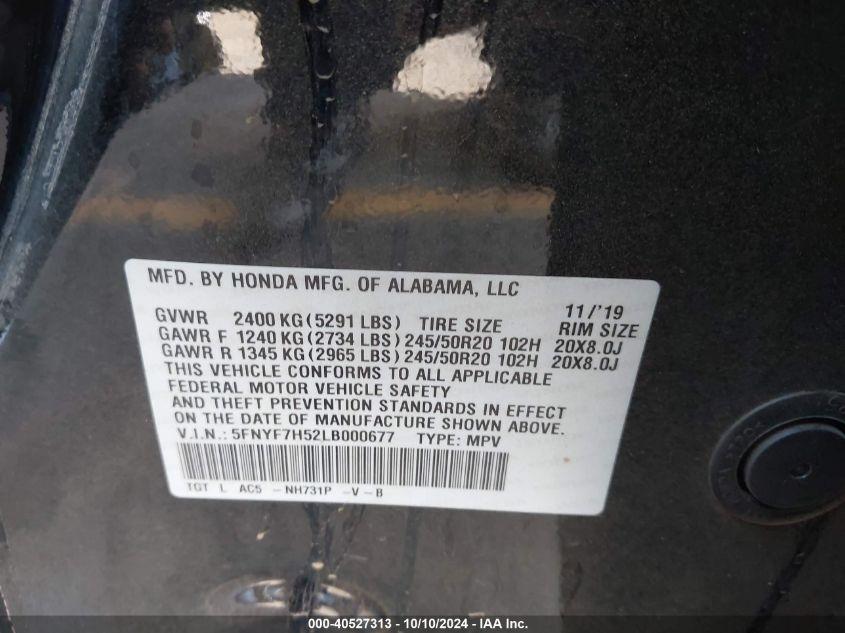 MFD. BY HONDA MFG. OF ALABAMA, LLC
11/'19
GVWR 2400 KG (5291 LBS) TIRE SIZE RIM SIZE
GAWR F 1240 KG (2734 LBS) 245/50R20 102H 20X8.0J
GAWR R 1345 KG (2965 LBS) 245/50R20 102H 20X8.0J
THIS VEHICLE CONFORMS TO ALL APPLICABLE
FEDERAL MOTOR VEHICLE SAFETY
AND THEFT PREVENTION STANDARDS IN EFFECT
ON THE DATE OF MANUFACTURE SHOWN ABOVE.
V.I.N.: 5FNYF7H52LB000677 TYPE: MPV
TGT L AC5 - NH731P -V-B
000-40527313 - 10/10/2024 - IAA Inc.